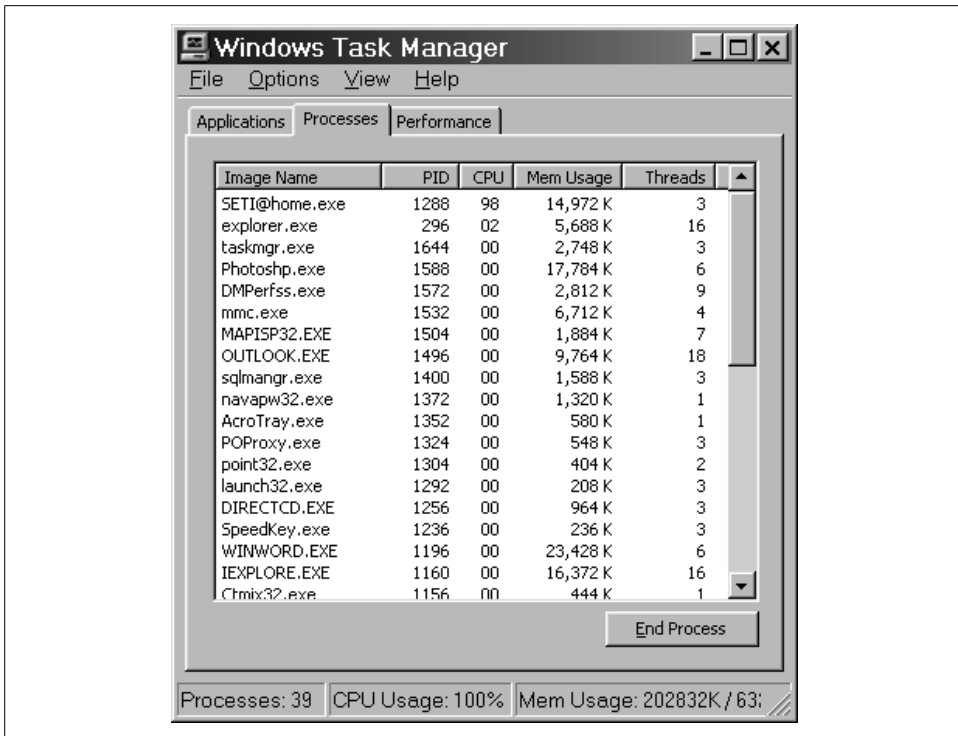 Windows Task Manager
File Options View Help
Applications Processes Performance
Image Name PID CPU Mem Usage Threads
SETI@home.exe 1288 98 14,972 K 3
explorer.exe 296 02 5,688 K 16
taskmgr.exe 1644 00 2,748 K 3
Photoshp.exe 1588 00 17,784 K 6
DMPerfss.exe 1572 00 2,812 K 9
mmc.exe 1532 00 6,712 K 4
MAPISP32.EXE 1504 00 1,884 K 7
OUTLOOK.EXE 1496 00 9,764 K 18
sqlmangr.exe 1400 00 1,588 K 3
navapw32.exe 1372 00 1,320 K 1
AcroTray.exe 1352 00 580 K 1
POProxy.exe 1324 00 548 K 3
point32.exe 1304 00 404 K 2
launch32.exe 1292 00 208 K 3
DIRECTCD.EXE 1256 00 964 K 3
SpeedKey.exe 1236 00 236 K 3
WINWORD.EXE 1196 00 23,428 K 6
IEXPLORE.EXE 1160 00 16,372 K 16
Ctmix32.exe 1156 00 444 K 1
End Process
Processes: 39 CPU Usage: 100% Mem Usage: 202832K / 63